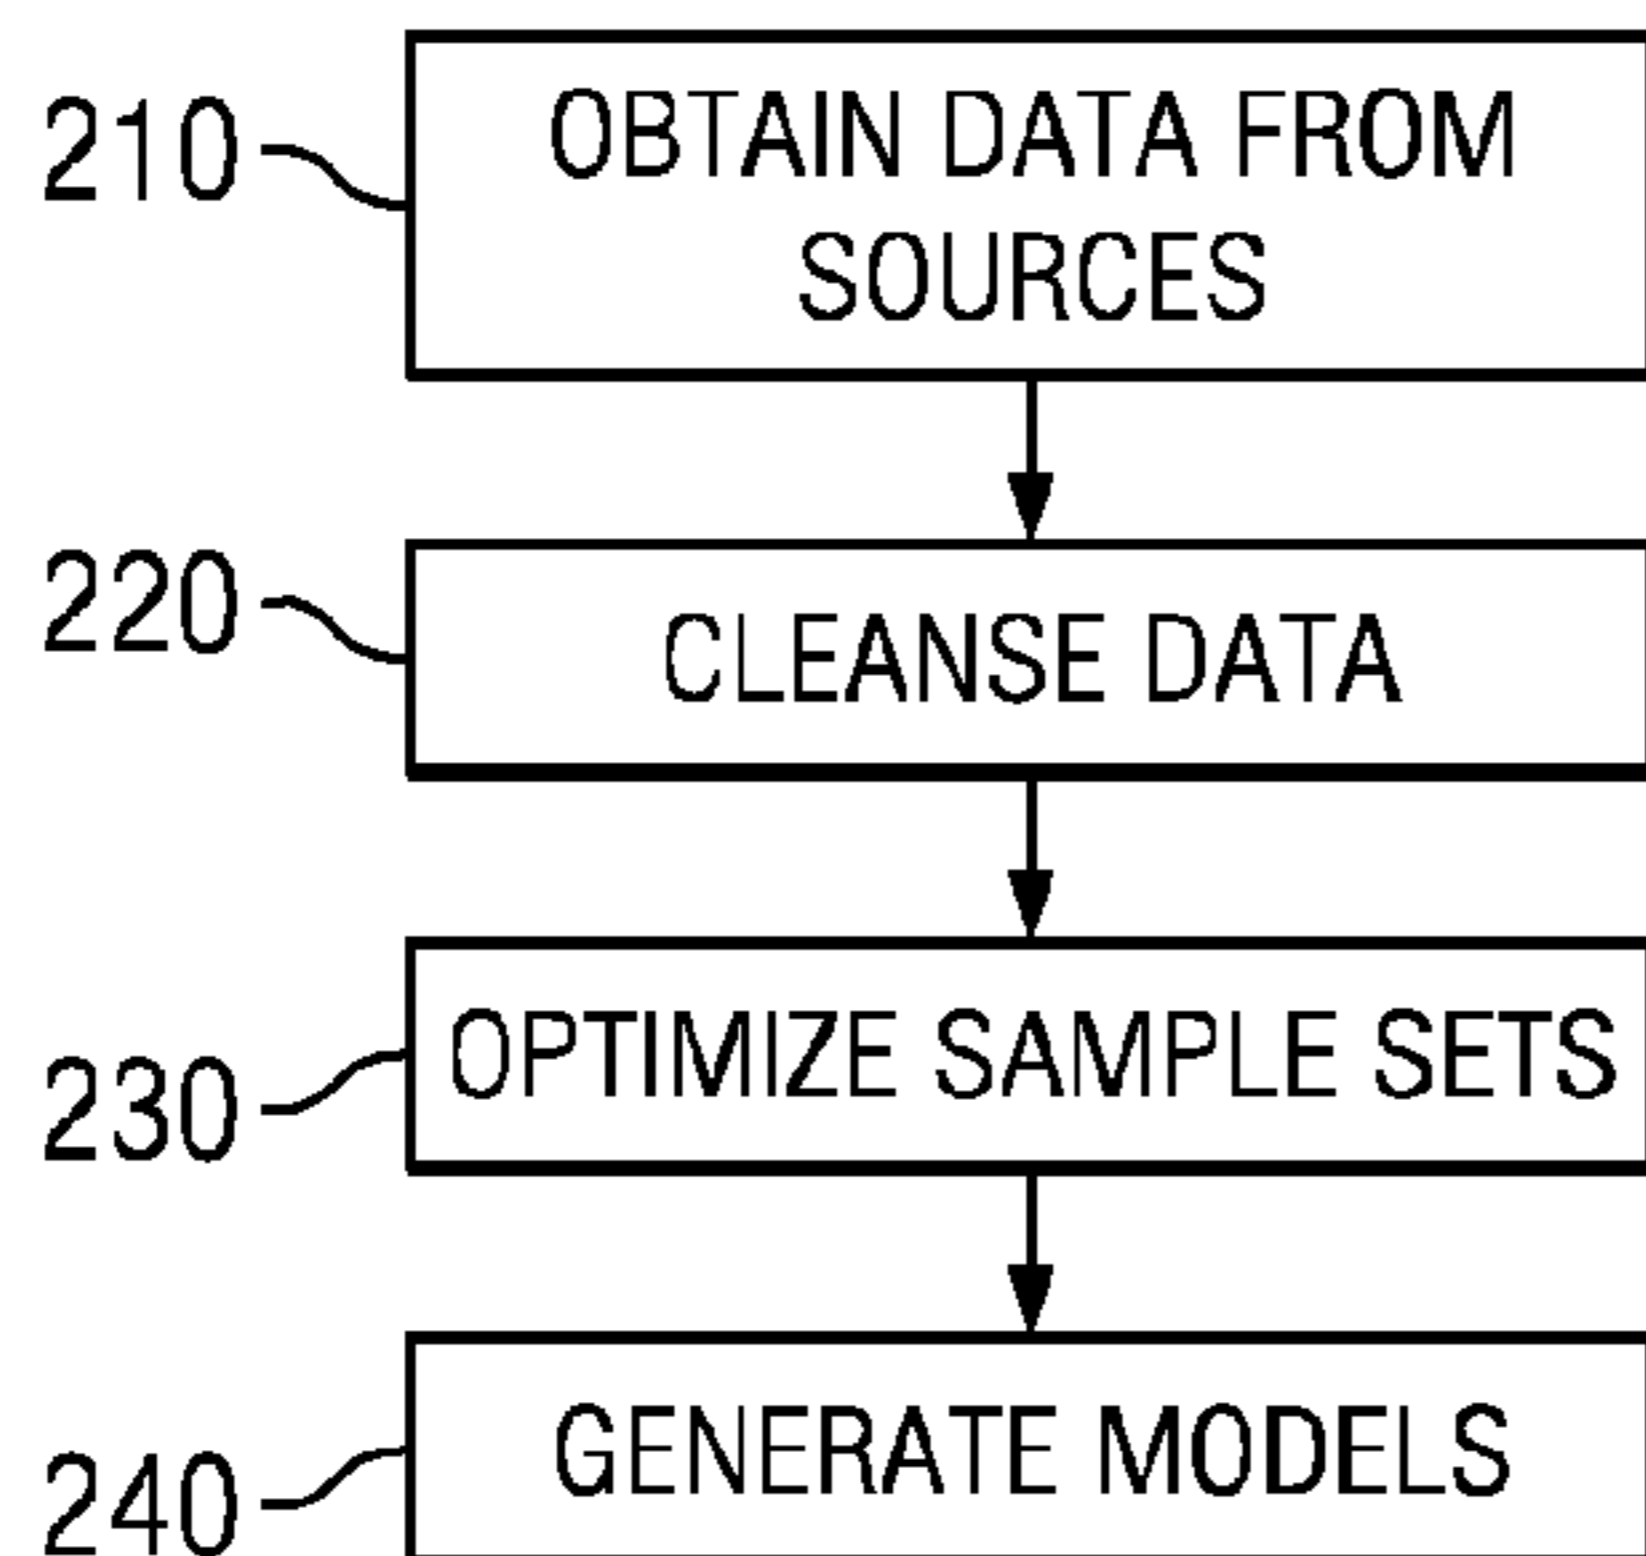 210
OBTAIN DATA FROM
SOURCES
220
CLEANSE DATA
230
OPTIMIZE SAMPLE SETS
240
GENERATE MODELS